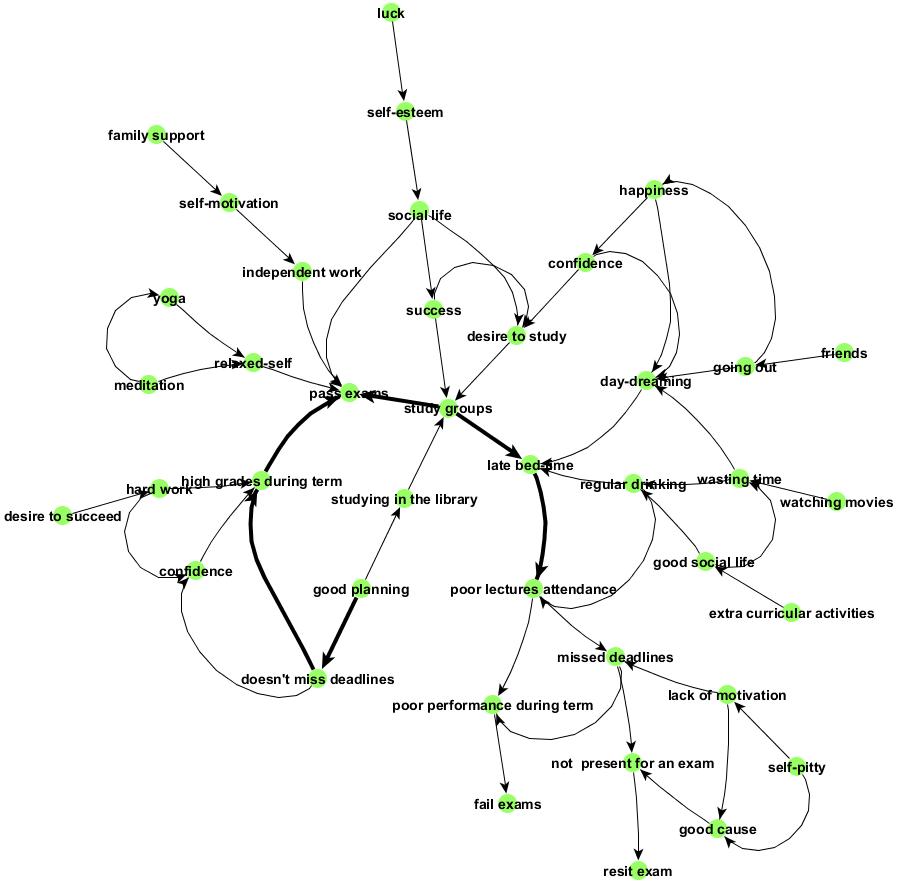 luck
self-esteem
family support
happiness
self-motivation
social life
confidence
independent work
yoga
success
desire to study
friends
relaxed-self
going out
day-dreaming
meditation
pass exams
study groups
late bed-time
high grades during term
regular drinking
wasting time
hard work
studying in the library
watching movies
desire to succeed
good social life
confidence
good planning
poor lectures attendance
extra curricular activities
missed deadlines
doesn't miss deadlines
lack of motivation
poor performance during term
not present for an exam
self-pitty
fail exams
good cause
resit exam